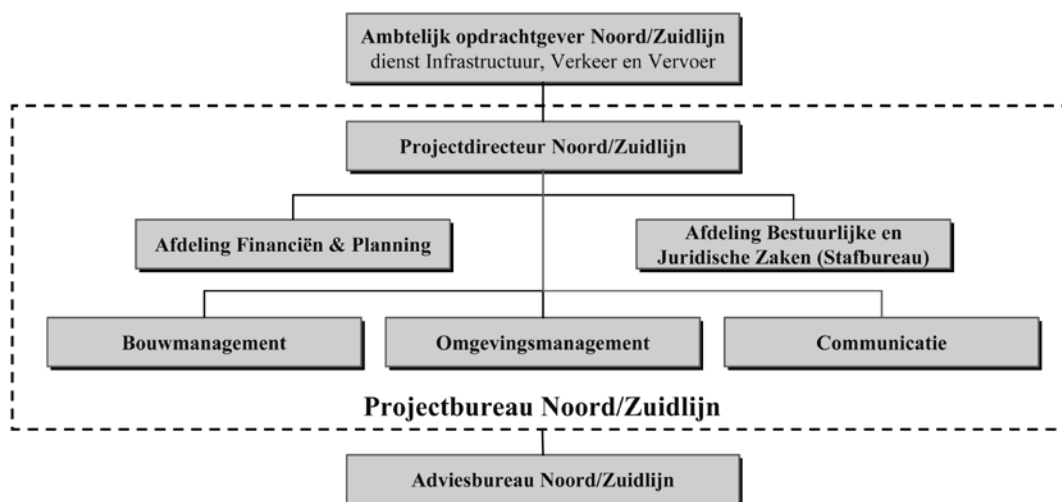 Ambtelijk opdrachtgever Noord/Zuidlijn
dienst Infrastructuur, Verkeer en Vervoer
Projectdirecteur Noord/Zuidlijn
Afdeling Financiën & Planning
Afdeling Bestuurlijke en
Juridische Zaken (Stafbureau)
Bouwmanagement
Omgevingsmanagement
Communicatie
Projectbureau Noord/Zuidlijn
Adviesbureau Noord/Zuidlijn